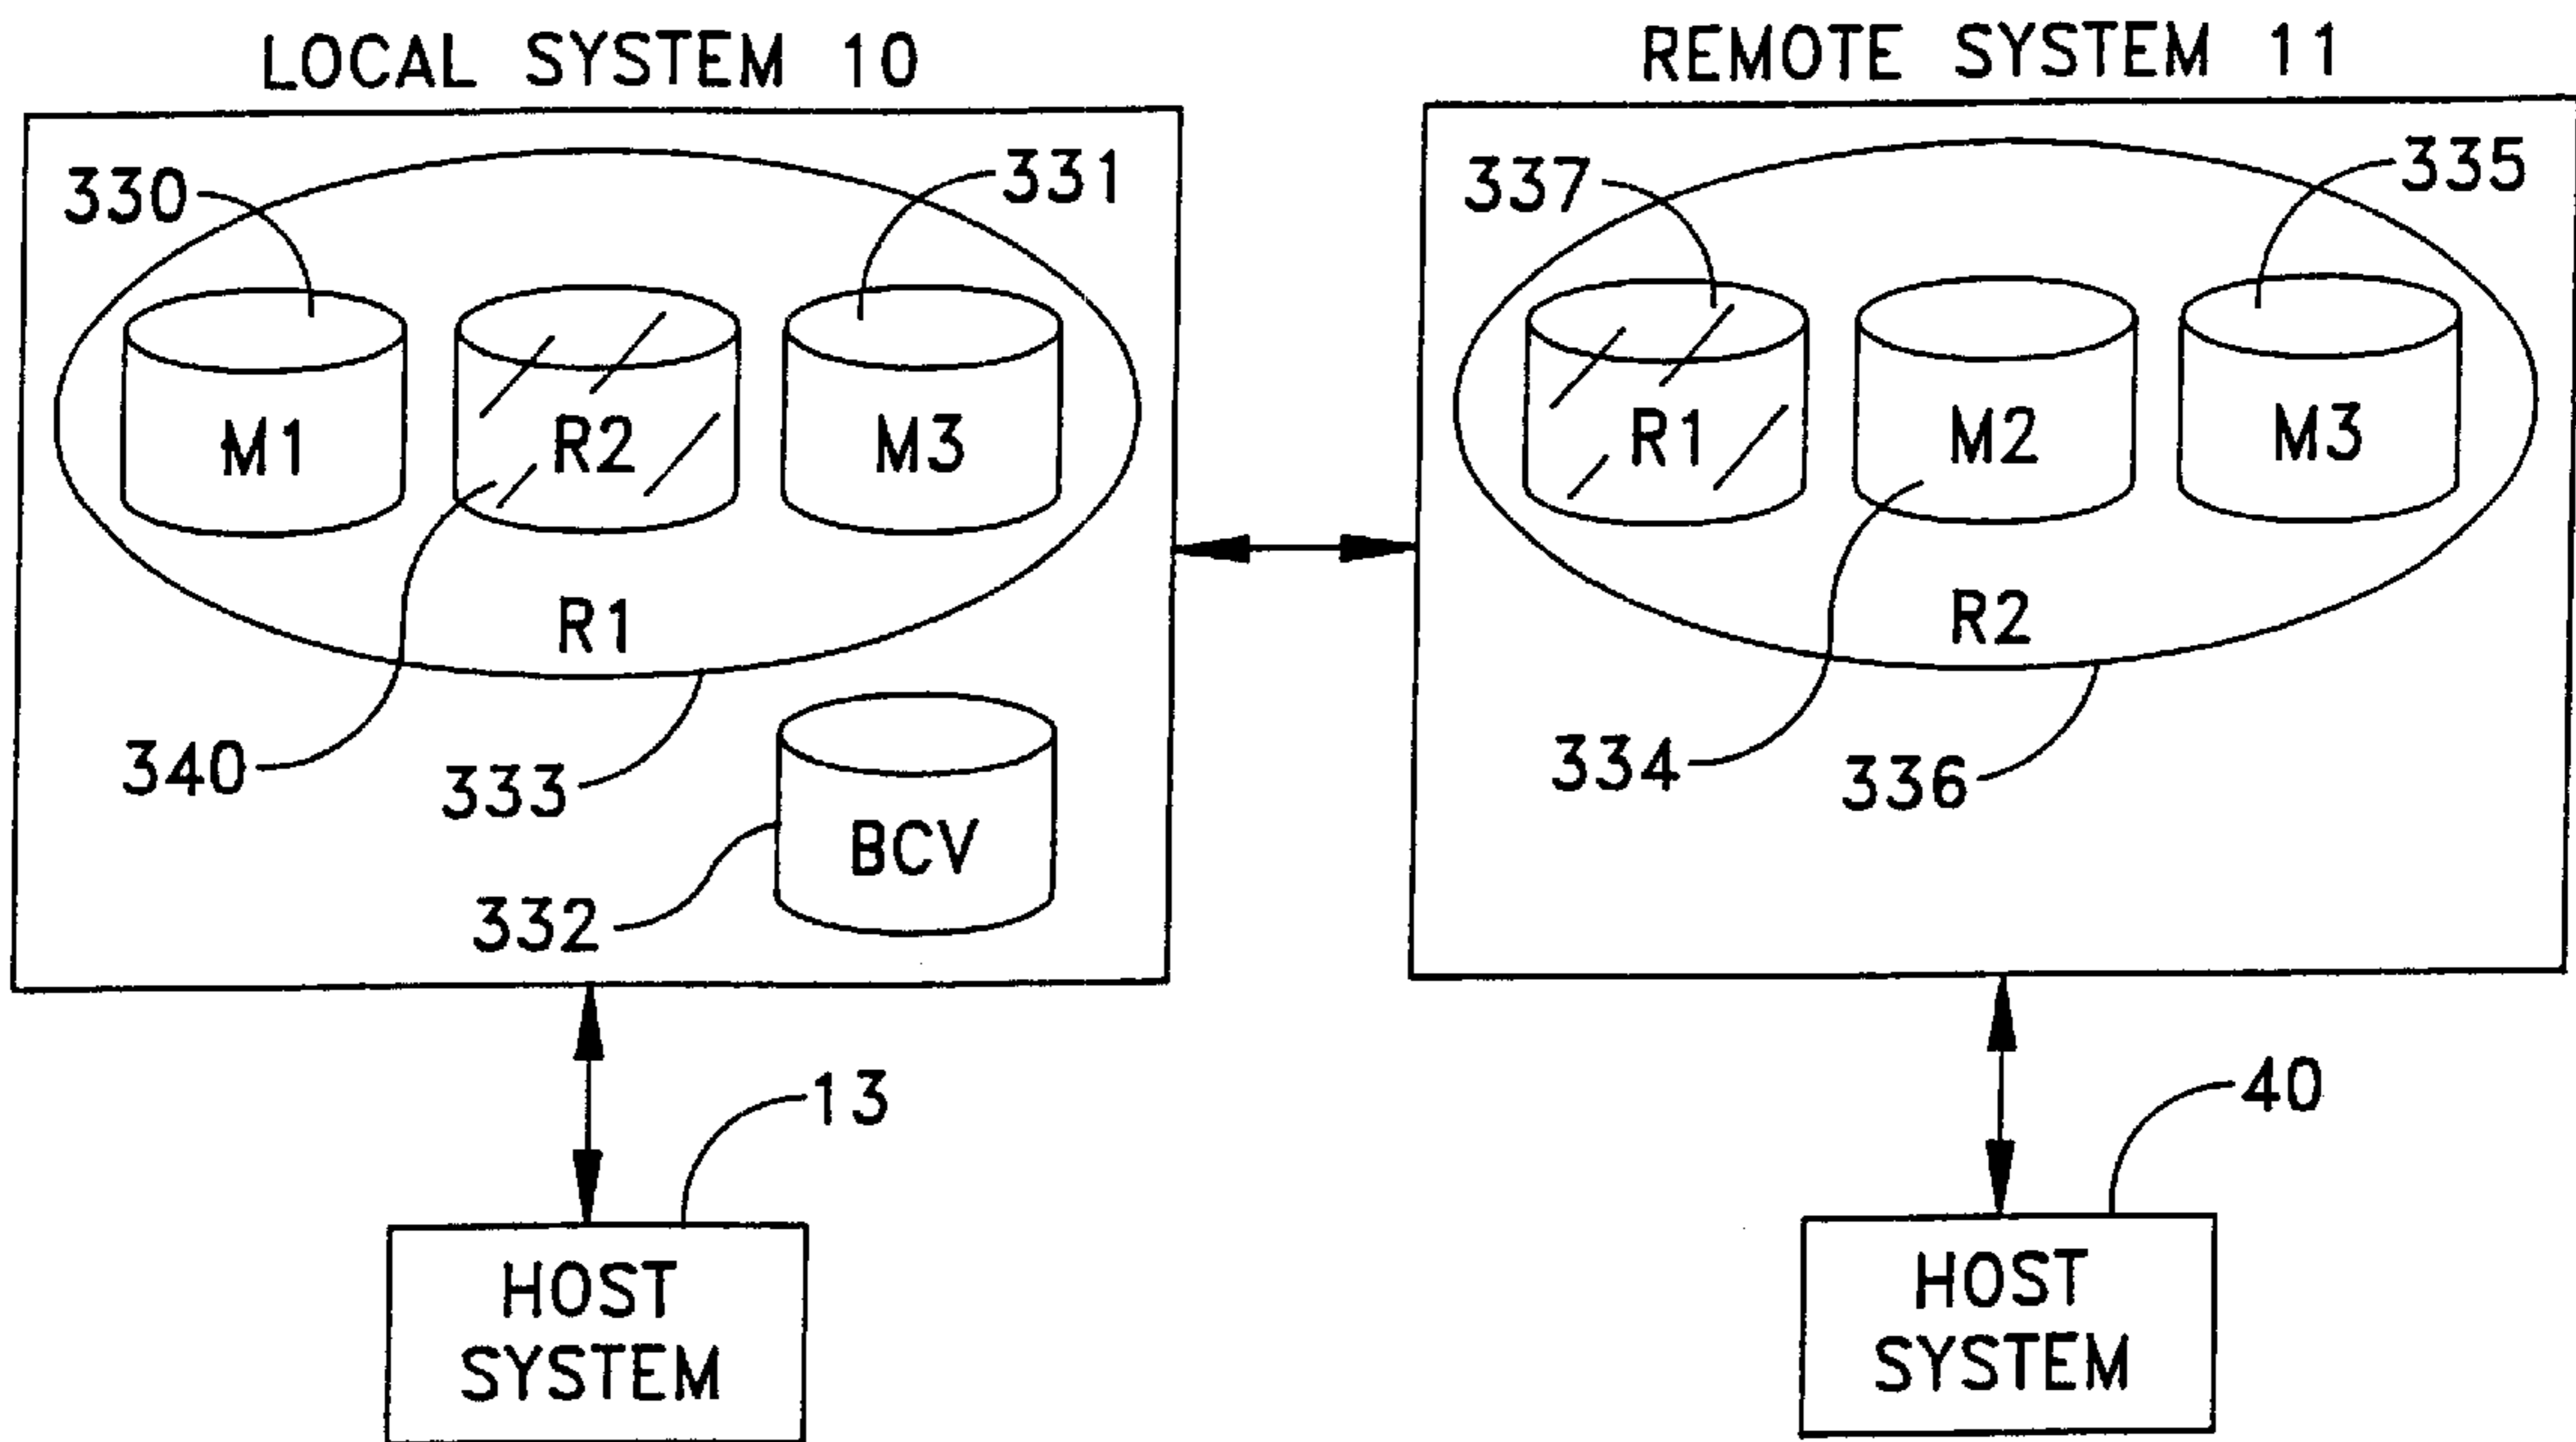 LOCAL SYSTEM 10
REMOTE SYSTEM 11
330
331
M1
R2
M3
R1
340
333
332
BCV
337
335
R1
M2
M3
R2
334
336
13
HOST
SYSTEM
40
HOST
SYSTEM